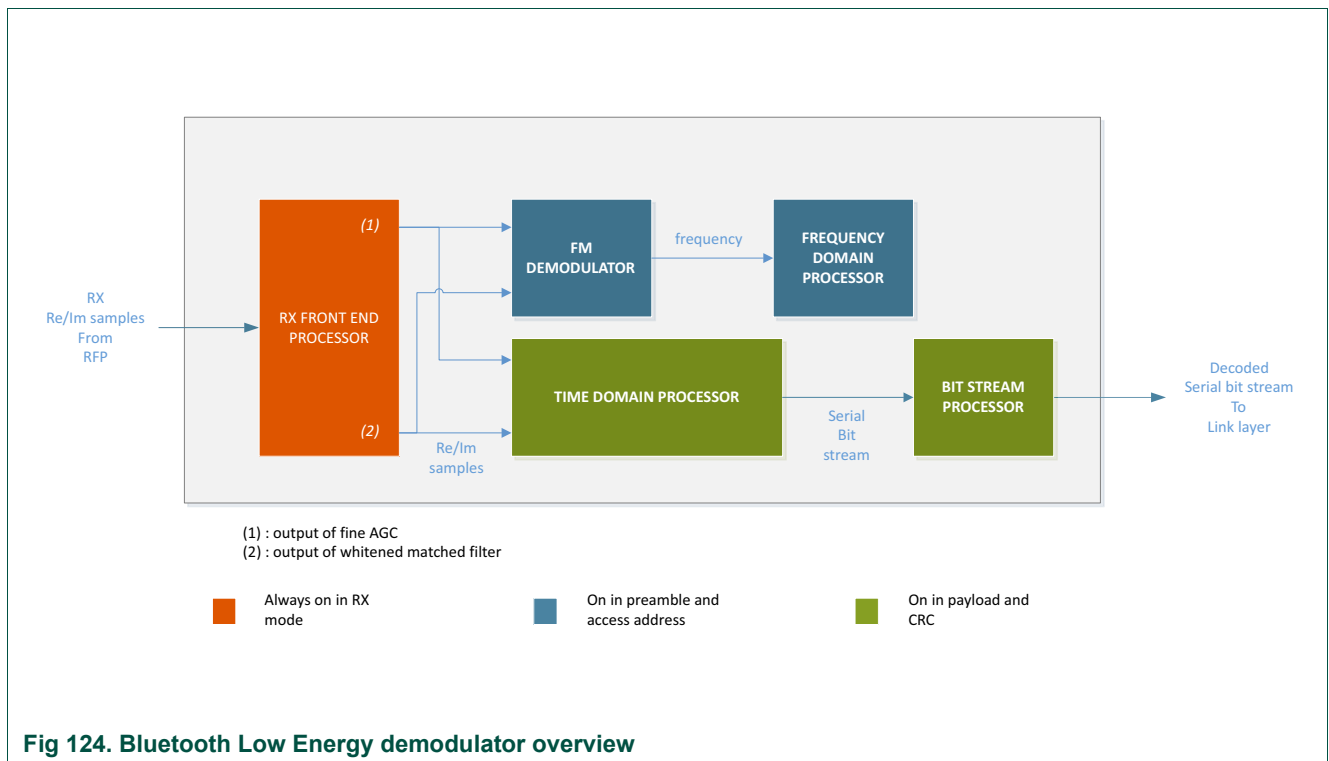 RX
Re/Im samples
From
RFP
RX FRONT END
PROCESSOR
(1)
(2)
Re/Im
samples
FM
DEMODULATOR
frequency
FREQUENCY
DOMAIN
PROCESSOR
TIME DOMAIN PROCESSOR
Serial
Bit
stream
BIT STREAM
PROCESSOR
Decoded
Serial bit stream
To
Link layer
(1) : output of fine AGC
(2) : output of whitened matched filter
Always on in RX
mode
On in preamble and
access address
On in payload and
CRC
Fig 124. Bluetooth Low Energy demodulator overview